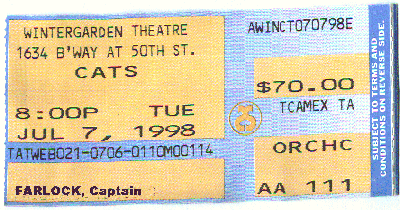 WINTERGARDEN THEATRE
1634 B'WAY AT 50TH ST.
CATS
8:00P TUE
JUL 7, 1998
TATWEB021-0706-0110M00114
FARLOCK, Captain
AWINCT070798E
$70.00
TCAMEX TA
ORCHC
AA 111
SUBJECT TO TERMS AND
CONDITIONS ON REVERSE SIDE.